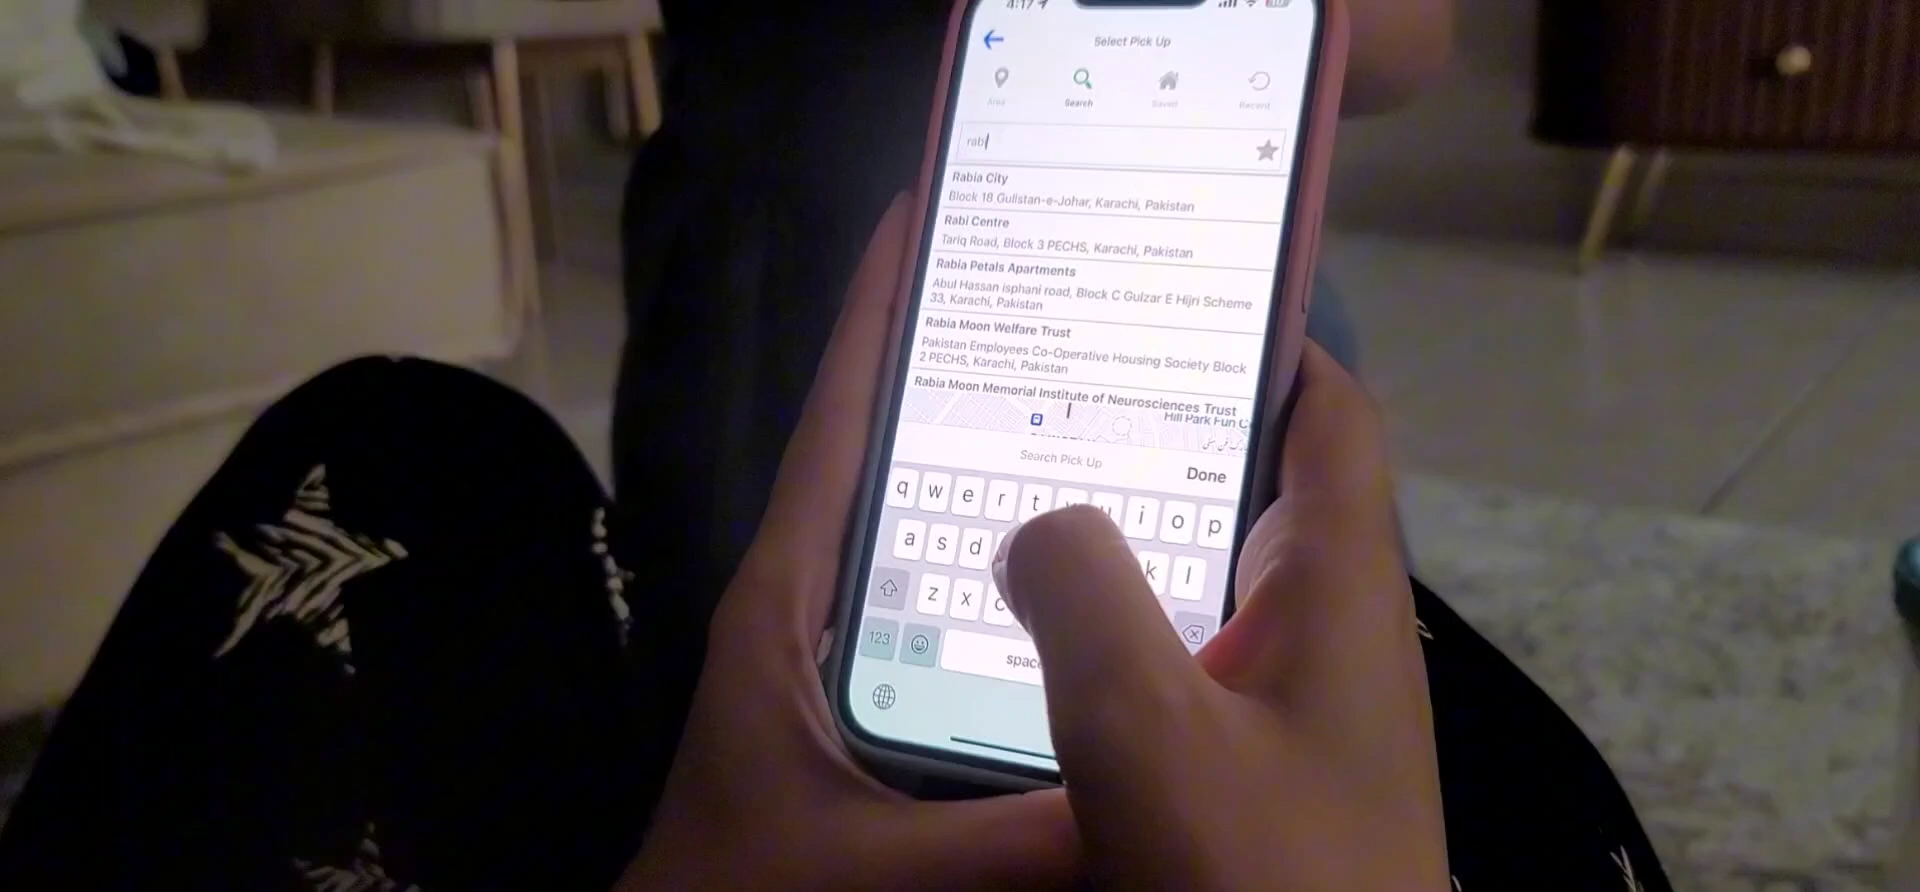 4:17
Select Pick Up
Area Search Saved Recent
rab
Rabia City
Block 18 Gulistan-e-Johar, Karachi, Pakistan
Rabi Centre
Tariq Road, Block 3 PECHS, Karachi, Pakistan
Rabia Petals Apartments
Abul Hassan isphani road, Block C Gulzar E Hijri Scheme
33, Karachi, Pakistan
Rabia Moon Welfare Trust
Pakistan Employees Co-Operative Housing Society Block
2 PECHS, Karachi, Pakistan
Rabia Moon Memorial Institute of Neurosciences Trust
Hill Park Fun
Search Pick Up Done
q w e r t i o p
a s d k l
z x c
123 space